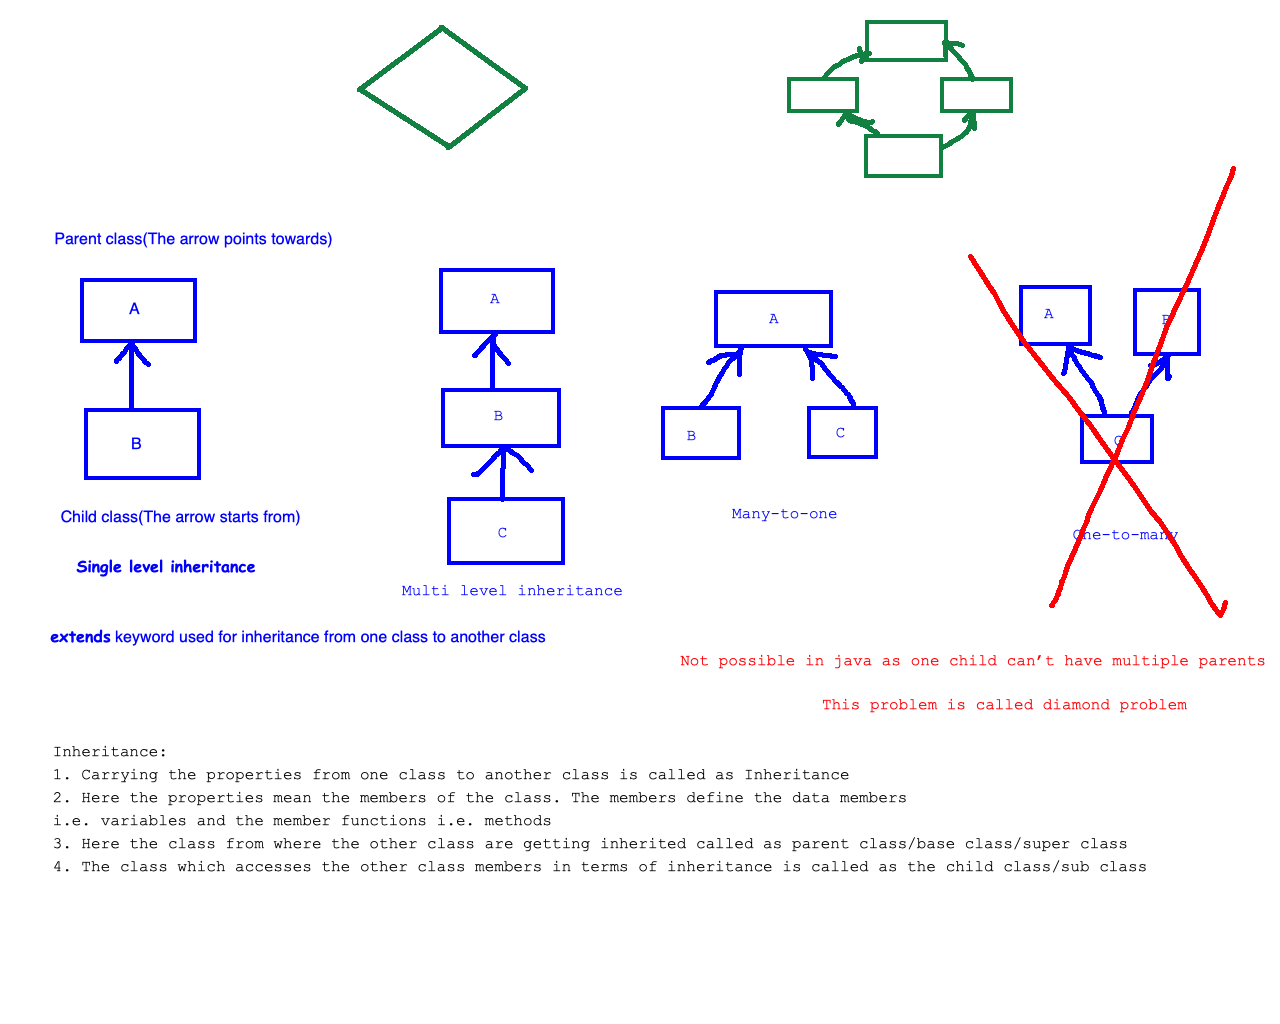 Parent class(The arrow points towards)
A
B
Child class(The arrow starts from)
Single level inheritance
A
B
C
Multi level inheritance
A
B
C
Many-to-one
A
B
C
One-to-many
extends keyword used for inheritance from one class to another class
Not possible in java as one child can’t have multiple parents
This problem is called diamond problem
Inheritance:
1. Carrying the properties from one class to another class is called as Inheritance
2. Here the properties mean the members of the class. The members define the data members
i.e. variables and the member functions i.e. methods
3. Here the class from where the other class are getting inherited called as parent class/base class/super class
4. The class which accesses the other class members in terms of inheritance is called as the child class/sub class